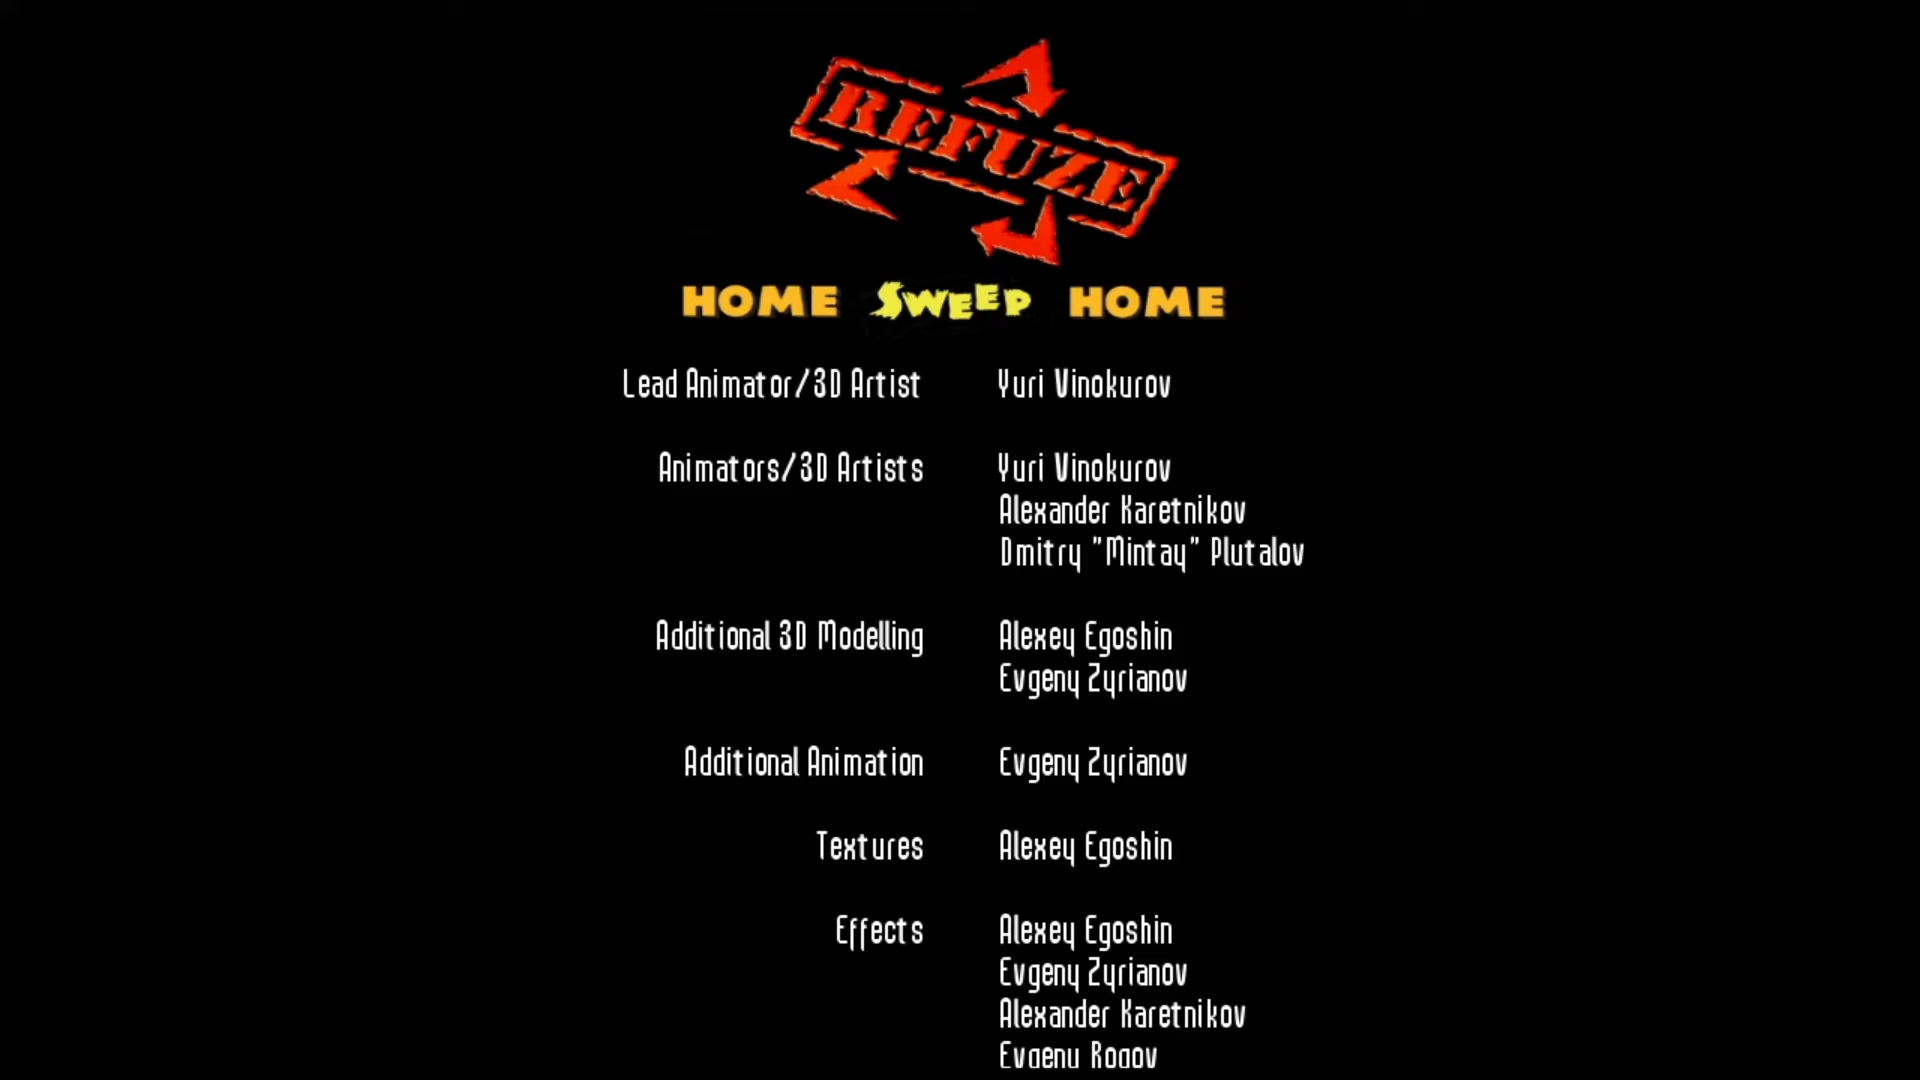 REFUZE
HOME SWEEP HOME
Lead Animator/3D Artist Yuri Vinokurov
Animators/3D Artists Yuri Vinokurov
Alexander Karetnikov
Dmitry "Mintay" Plutalov
Additional 3D Modelling Alexey Egoshin
Evgeny Zyrianov
Additional Animation Evgeny Zyrianov
Textures Alexey Egoshin
Effects Alexey Egoshin
Evgeny Zyrianov
Alexander Karetnikov
Evgeny Rogov